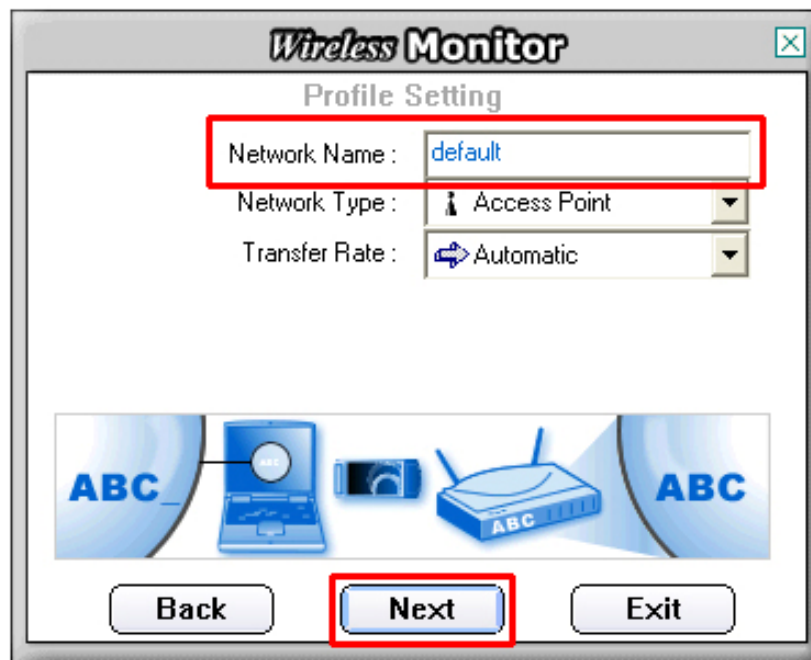 Wireless Monitor
Profile Setting
Network Name : default
Network Type : Access Point
Transfer Rate : Automatic
ABC_ ABC ABC ABC
Back Next Exit